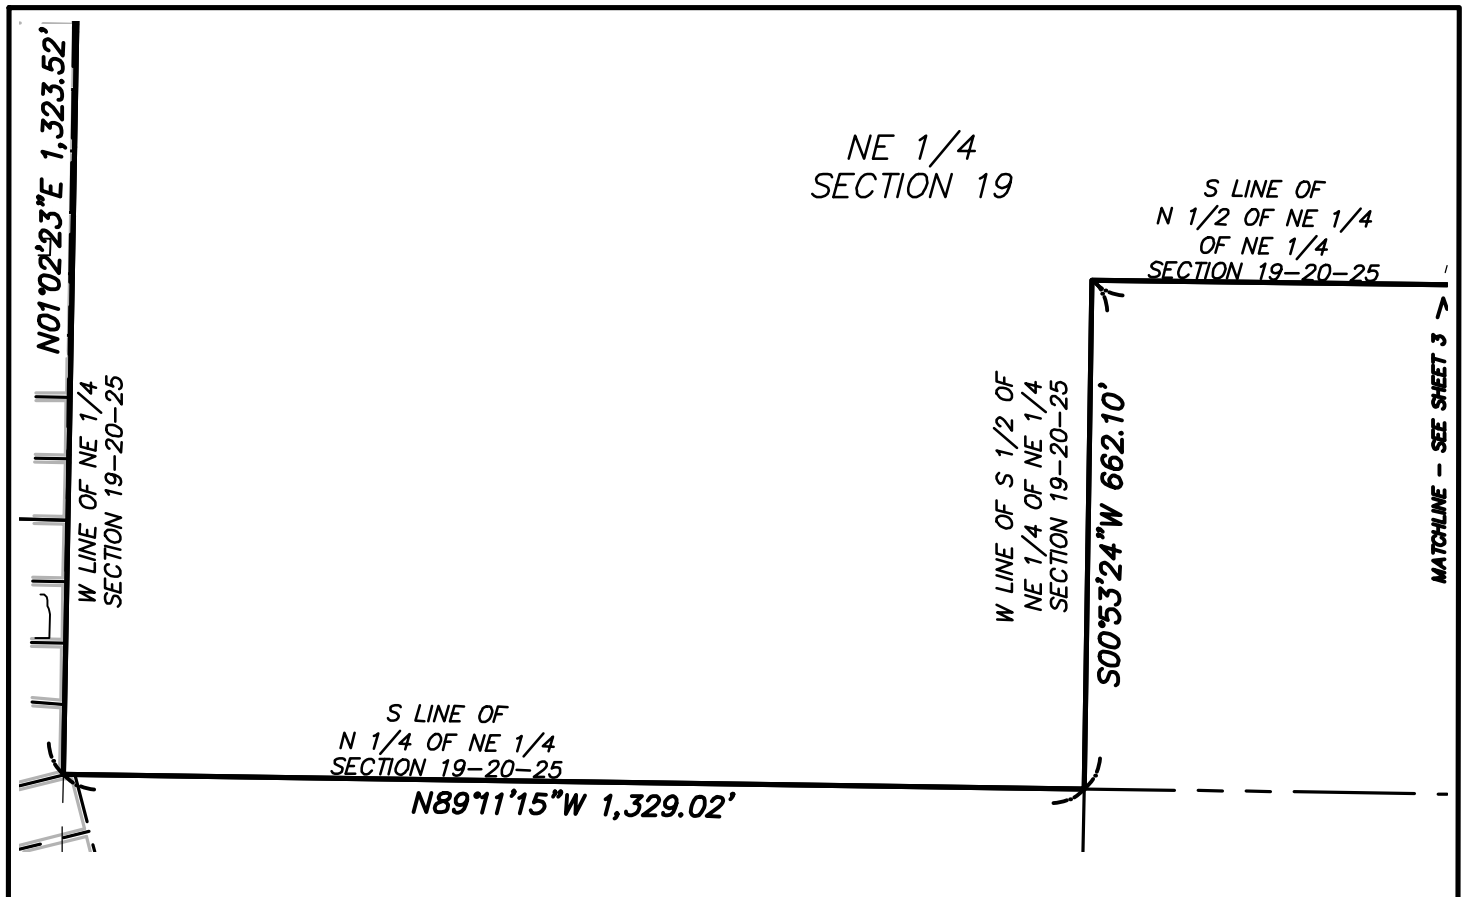 N01°02'23"E 1,323.52'
NE 1/4
SECTION 19
S LINE OF
N 1/2 OF NE 1/4
OF NE 1/4
SECTION 19-20-25
W LINE OF NE 1/4
SECTION 19-20-25
W LINE OF S 1/2 OF
NE 1/4 OF NE 1/4
SECTION 19-20-25
S00°53'24"W 662.10'
MATCHLINE - SEE SHEET 3
S LINE OF
N 1/4 OF NE 1/4
SECTION 19-20-25
N89°11'15"W 1,329.02'